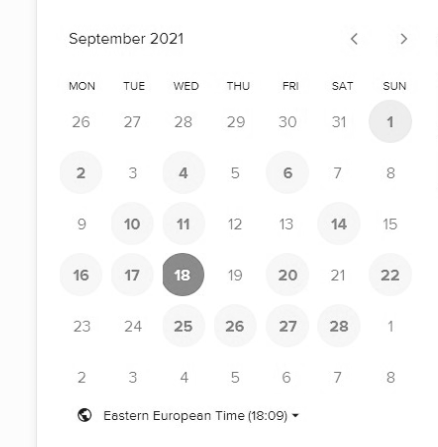 September 2021
MON TUE WED THU FRI SAT SUN
26 27 28 29 30 31 1
2 3 4 5 6 7 8
9 10 11 12 13 14 15
16 17 18 19 20 21 22
23 24 25 26 27 28 1
2 3 4 5 6 7 8
Eastern European Time (18:09)